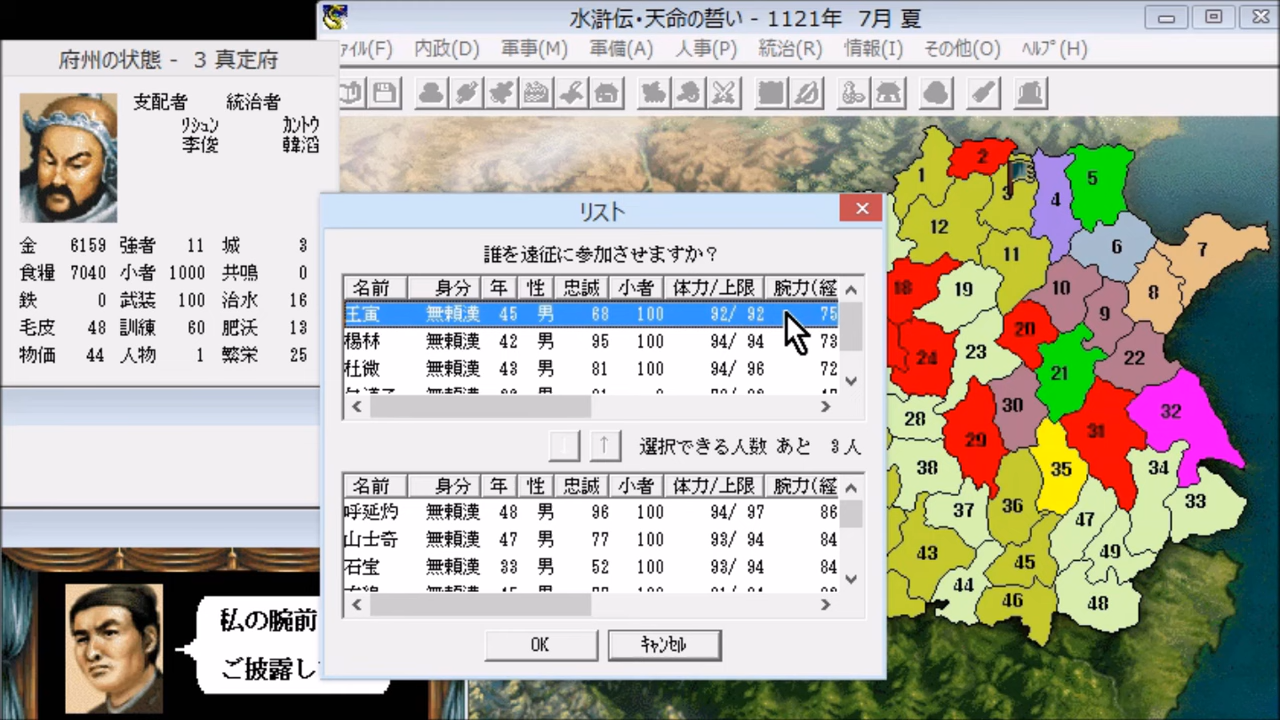 水滸伝・天命の誓い - 1121年 7月 夏
ァイル(F) 内政(D) 軍事(M) 軍備(A) 人事(P) 統治(R) 情報(I) その他(O) ﾍﾙﾌﾟ(H)
府州の状態 - 3 真定府
支配者 統治者
ﾘｼｭﾝ ｶﾝﾄｳ
李俊 韓滔
金 6159 強者 11 城 3
食糧 7040 小者 1000 共鳴 0
鉄 0 武装 100 治水 16
毛皮 48 訓練 60 肥沃 13
物価 44 人物 1 繁栄 25
リスト
誰を遠征に参加させますか？
名前 身分 年 性 忠誠 小者 体力/上限 腕力(経
王寅 無頼漢 45 男 68 100 92/ 92 75
楊林 無頼漢 42 男 95 100 94/ 94 73
杜微 無頼漢 43 男 81 100 94/ 96 72
選択できる人数 あと 3人
名前 身分 年 性 忠誠 小者 体力/上限 腕力(経
呼延灼 無頼漢 48 男 96 100 94/ 97 86
山士奇 無頼漢 47 男 77 100 93/ 94 84
石宝 無頼漢 33 男 52 100 93/ 94 84
OK ｷｬﾝｾﾙ
私の腕前
ご披露し
1 2 3 4 5
12 11 6 7
18 19 10 9 8
20 24 23 21 22
28 30 29 31 32
38 35 34
37 36 47 33
43 45 49
44 46 48